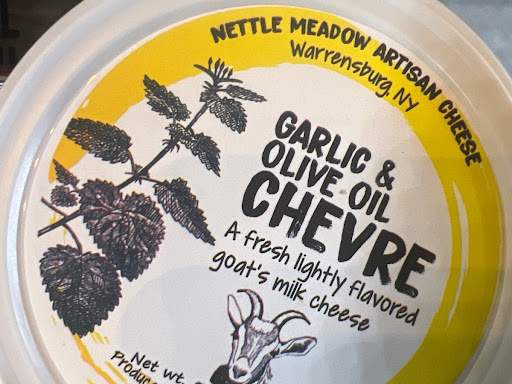 NETTLE MEADOW ARTISAN CHEESE
Warrensburg, NY
GARLIC &
OLIVE OIL
CHEVRE
A fresh lightly flavored
goat's milk cheese
Net wt.